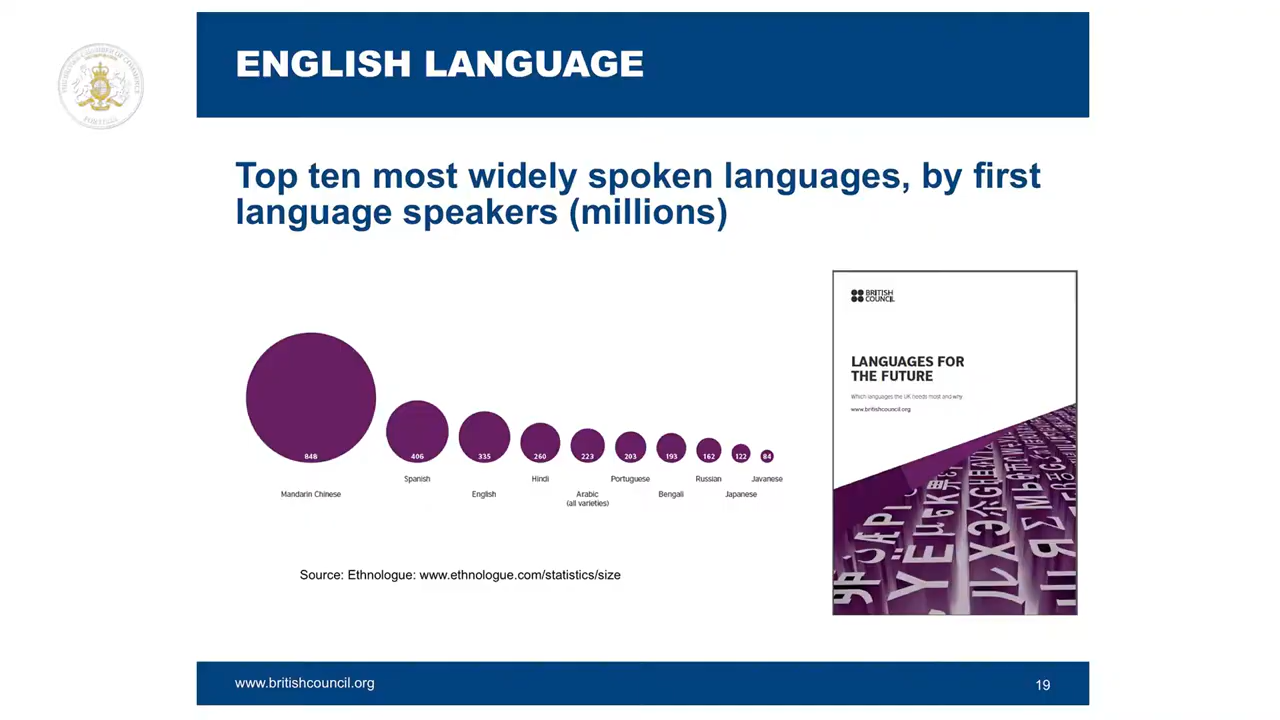 ENGLISH LANGUAGE
Top ten most widely spoken languages, by first
language speakers (millions)
848
406
335
260
223
203
193
162
122
84
Mandarin Chinese
Spanish
English
Hindi
Arabic
(all varieties)
Portuguese
Bengali
Russian
Japanese
Javanese
Source: Ethnologue: www.ethnologue.com/statistics/size
BRITISH
COUNCIL
LANGUAGES FOR
THE FUTURE
Which languages the UK needs most and why
www.britishcouncil.org
www.britishcouncil.org
19